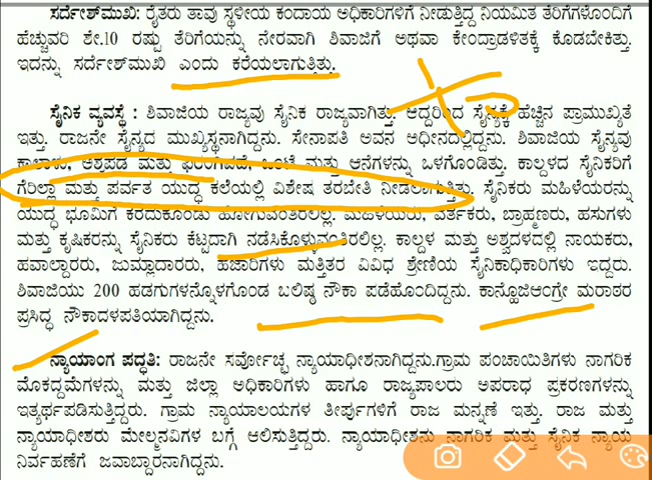 ಸರ್ದೇಶ್‌ಮುಖಿ: ರೈತರು ತಾವು ಸ್ಥಳೀಯ ಕಂದಾಯ ಅಧಿಕಾರಿಗಳಿಗೆ ನೀಡುತ್ತಿದ್ದ ನಿಯಮಿತ ತೆರಿಗೆಗಳೊಂದಿಗೆ
ಹೆಚ್ಚುವರಿ ಶೇ.10 ರಷ್ಟು ತೆರಿಗೆಯನ್ನು ನೇರವಾಗಿ ಶಿವಾಜಿಗೆ ಅಥವಾ ಕೇಂದ್ರಾಡಳಿತಕ್ಕೆ ಕೊಡಬೇಕಿತ್ತು.
ಇದನ್ನು ಸರ್ದೇಶ್‌ಮುಖಿ ಎಂದು ಕರೆಯಲಾಗುತ್ತಿತ್ತು.
ಸೈನಿಕ ವ್ಯವಸ್ಥೆ : ಶಿವಾಜಿಯ ರಾಜ್ಯವು ಸೈನಿಕ ರಾಜ್ಯವಾಗಿತ್ತು. ಆದ್ದರಿಂದ ಸೈನ್ಯಕ್ಕೆ ಹೆಚ್ಚಿನ ಪ್ರಾಮುಖ್ಯತೆ
ಇತ್ತು. ರಾಜನೇ ಸೈನ್ಯದ ಮುಖ್ಯಸ್ಥನಾಗಿದ್ದನು. ಸೇನಾಪತಿ ಅವನ ಅಧೀನದಲ್ಲಿದ್ದನು. ಶಿವಾಜಿಯ ಸೈನ್ಯವು
ಕಾಲಾಳು, ಅಶ್ವಪಡೆ ಮತ್ತು ಫಿರಂಗಿಪಡೆ, ಒಂಟೆ ಮತ್ತು ಆನೆಗಳನ್ನು ಒಳಗೊಂಡಿತ್ತು. ಕಾಲ್ದಳದ ಸೈನಿಕರಿಗೆ
ಗೆರಿಲ್ಲಾ ಮತ್ತು ಪರ್ವತ ಯುದ್ಧ ಕಲೆಯಲ್ಲಿ ವಿಶೇಷ ತರಬೇತಿ ನೀಡಲಾಗುತ್ತಿತ್ತು. ಸೈನಿಕರು ಮಹಿಳೆಯರನ್ನು
ಯುದ್ಧ ಭೂಮಿಗೆ ಕರೆದುಕೊಂಡು ಹೋಗುವಂತಿರಲಿಲ್ಲ. ಮಹಿಳೆಯರು, ವರ್ತಕರು, ಬ್ರಾಹ್ಮಣರು, ಹಸುಗಳು
ಮತ್ತು ಕೃಷಿಕರನ್ನು ಸೈನಿಕರು ಕೆಟ್ಟದಾಗಿ ನಡೆಸಿಕೊಳ್ಳುವಂತಿರಲಿಲ್ಲ. ಕಾಲ್ದಳ ಮತ್ತು ಅಶ್ವದಳದಲ್ಲಿ ನಾಯಕರು,
ಹವಾಲ್ದಾರರು, ಜುಮ್ಲಾದಾರರು, ಹಜಾರಿಗಳು ಮತ್ತಿತರ ವಿವಿಧ ಶ್ರೇಣಿಯ ಸೈನಿಕಾಧಿಕಾರಿಗಳು ಇದ್ದರು.
ಶಿವಾಜಿಯು 200 ಹಡಗುಗಳನ್ನೊಳಗೊಂಡ ಬಲಿಷ್ಠ ನೌಕಾ ಪಡೆಹೊಂದಿದ್ದನು. ಕಾನ್ಹೊಜಿಆಂಗ್ರೇ ಮರಾಠರ
ಪ್ರಸಿದ್ಧ ನೌಕಾದಳಪತಿಯಾಗಿದ್ದನು.
ನ್ಯಾಯಾಂಗ ಪದ್ಧತಿ: ರಾಜನೇ ಸರ್ವೋಚ್ಛ ನ್ಯಾಯಾಧೀಶನಾಗಿದ್ದನು.ಗ್ರಾಮ ಪಂಚಾಯಿತಿಗಳು ನಾಗರಿಕ
ಮೊಕದ್ದಮೆಗಳನ್ನು ಮತ್ತು ಜಿಲ್ಲಾ ಅಧಿಕಾರಿಗಳು ಹಾಗೂ ರಾಜ್ಯಪಾಲರು ಅಪರಾಧ ಪ್ರಕರಣಗಳನ್ನು
ಇತ್ಯರ್ಥಪಡಿಸುತ್ತಿದ್ದರು. ಗ್ರಾಮ ನ್ಯಾಯಾಲಯಗಳ ತೀರ್ಪುಗಳಿಗೆ ರಾಜ ಮನ್ನಣೆ ಇತ್ತು. ರಾಜ ಮತ್ತು
ನ್ಯಾಯಾಧೀಶರು ಮೇಲ್ಮನವಿಗಳ ಬಗ್ಗೆ ಆಲಿಸುತ್ತಿದ್ದರು. ನ್ಯಾಯಾಧೀಶನು ನಾಗರಿಕ ಮತ್ತು ಸೈನಿಕ ನ್ಯಾಯ
ನಿರ್ವಹಣೆಗೆ ಜವಾಬ್ದಾರನಾಗಿದ್ದನು.